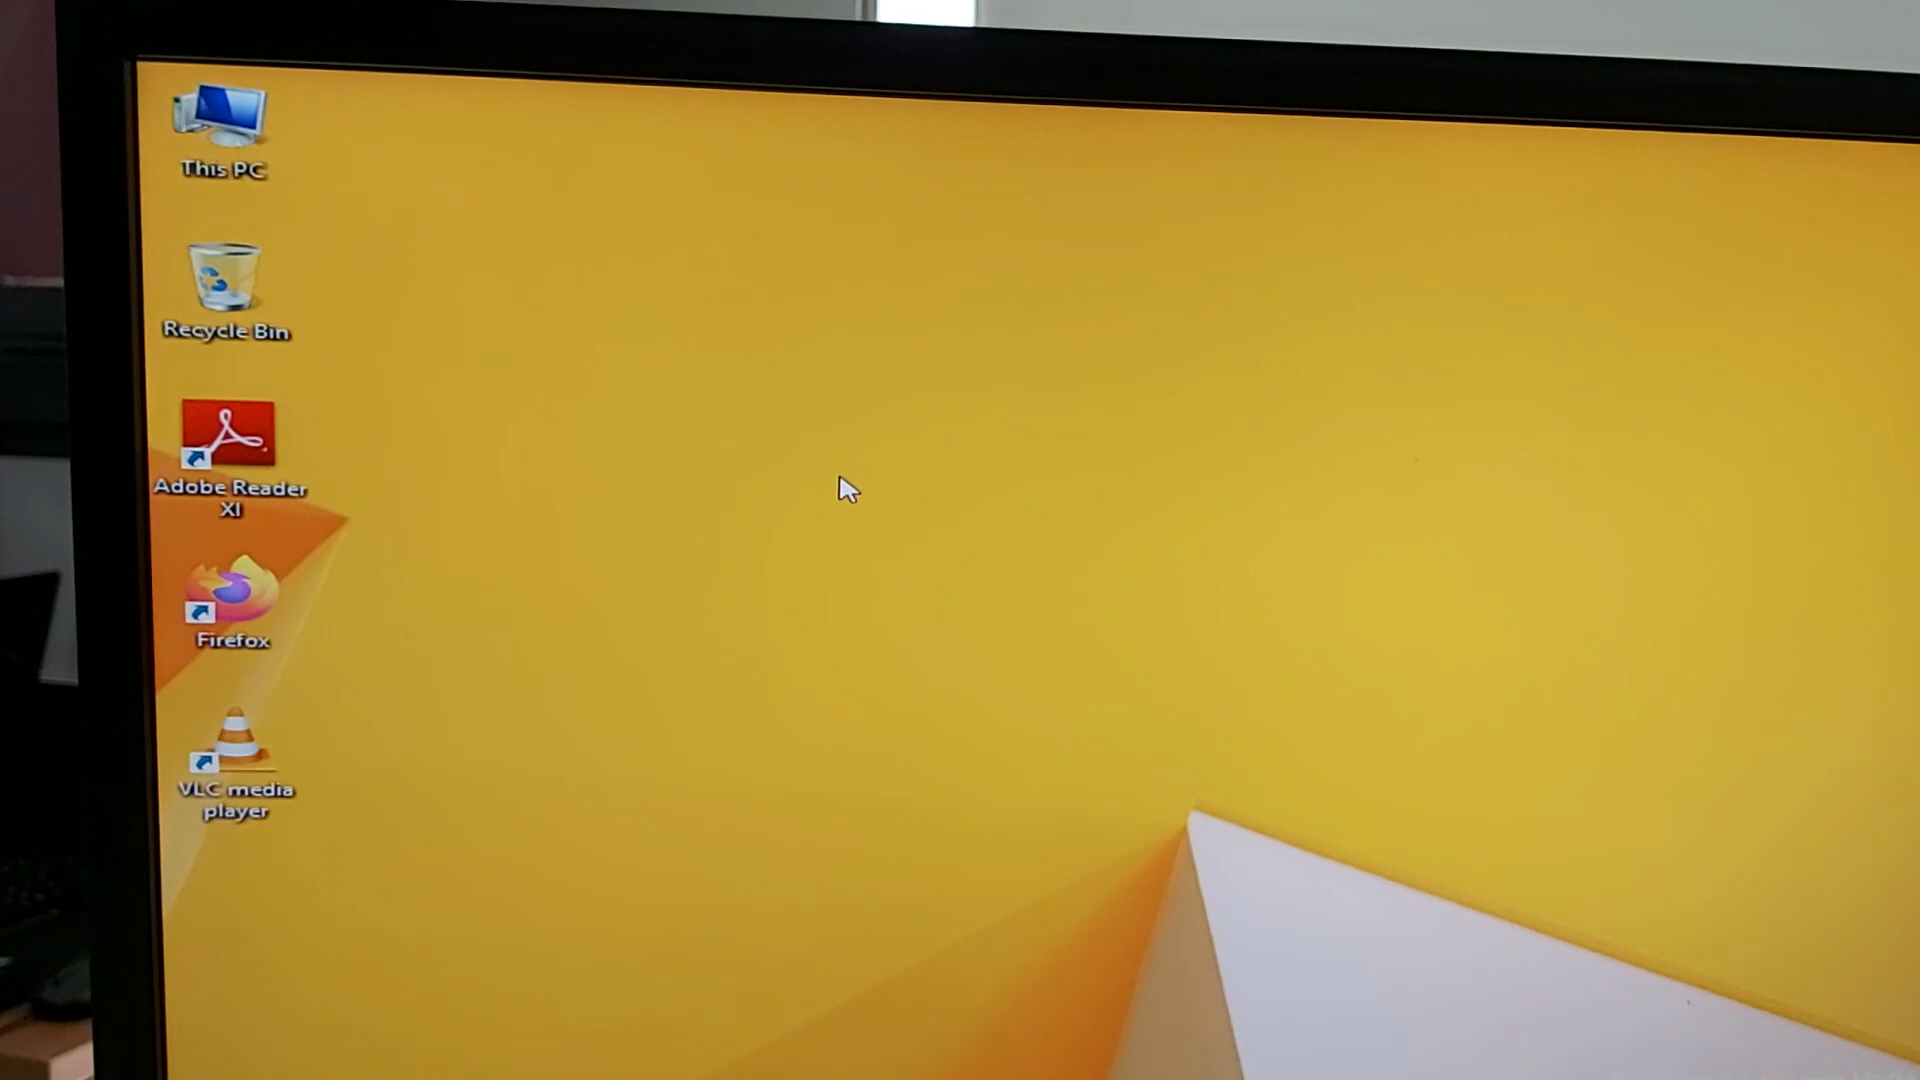 This PC
Recycle Bin
Adobe Reader
XI
Firefox
VLC media
player